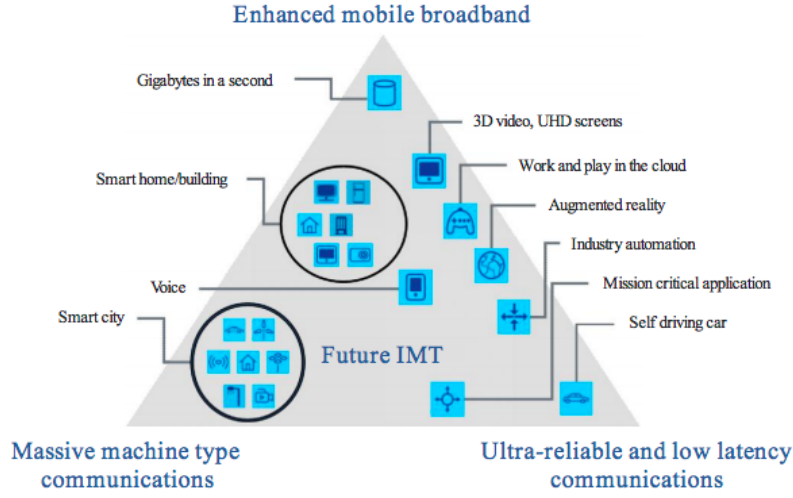 Enhanced mobile broadband
Gigabytes in a second
3D video, UHD screens
Smart home/building
Work and play in the cloud
Augmented reality
Industry automation
Voice
Mission critical application
Smart city
Self driving car
Future IMT
Massive machine type
communications
Ultra-reliable and low latency
communications